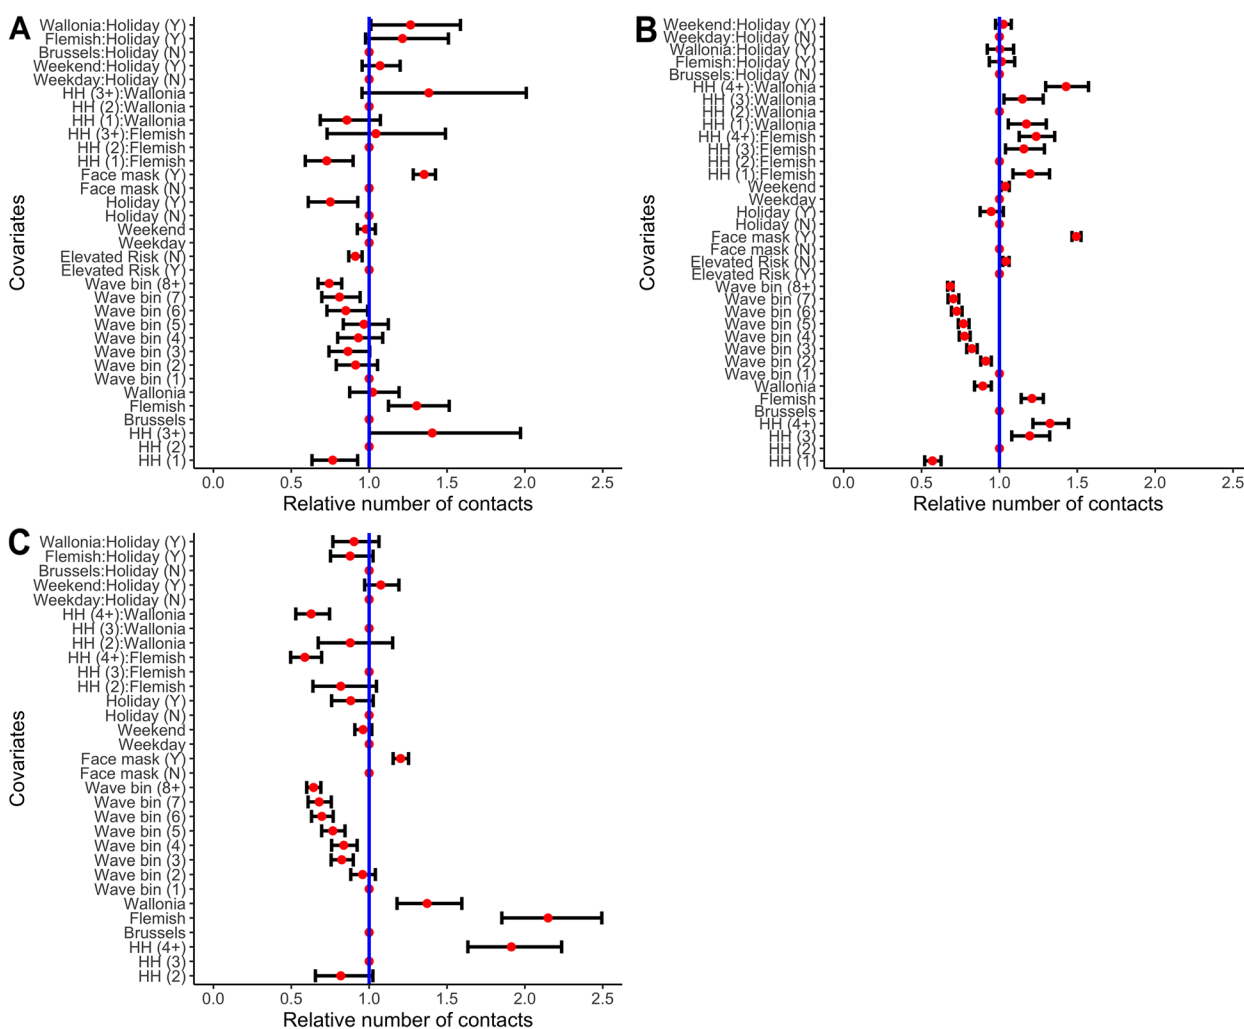 A
Covariates
Wallonia:Holiday (Y)
Flemish:Holiday (Y)
Brussels:Holiday (N)
Weekend:Holiday (Y)
Weekday:Holiday (N)
HH (3+):Wallonia
HH (2):Wallonia
HH (1):Wallonia
HH (3+):Flemish
HH (2):Flemish
HH (1):Flemish
Face mask (Y)
Face mask (N)
Holiday (Y)
Holiday (N)
Weekend
Weekday
Elevated Risk (N)
Elevated Risk (Y)
Wave bin (8+)
Wave bin (7)
Wave bin (6)
Wave bin (5)
Wave bin (4)
Wave bin (3)
Wave bin (2)
Wave bin (1)
Wallonia
Flemish
Brussels
HH (3+)
HH (2)
HH (1)
0.0 0.5 1.0 1.5 2.0 2.5
Relative number of contacts
B
Covariates
Weekend:Holiday (Y)
Weekday:Holiday (N)
Wallonia:Holiday (Y)
Flemish:Holiday (Y)
Brussels:Holiday (N)
HH (4+):Wallonia
HH (3):Wallonia
HH (2):Wallonia
HH (1):Wallonia
HH (4+):Flemish
HH (3):Flemish
HH (2):Flemish
HH (1):Flemish
Weekend
Weekday
Holiday (Y)
Holiday (N)
Face mask (Y)
Face mask (N)
Elevated Risk (N)
Elevated Risk (Y)
Wave bin (8+)
Wave bin (7)
Wave bin (6)
Wave bin (5)
Wave bin (4)
Wave bin (3)
Wave bin (2)
Wave bin (1)
Wallonia
Flemish
Brussels
HH (4+)
HH (3)
HH (2)
HH (1)
0.0 0.5 1.0 1.5 2.0 2.5
Relative number of contacts
C
Covariates
Wallonia:Holiday (Y)
Flemish:Holiday (Y)
Brussels:Holiday (N)
Weekend:Holiday (Y)
Weekday:Holiday (N)
HH (4+):Wallonia
HH (3):Wallonia
HH (2):Wallonia
HH (4+):Flemish
HH (3):Flemish
HH (2):Flemish
Holiday (Y)
Holiday (N)
Weekend
Weekday
Face mask (Y)
Face mask (N)
Wave bin (8+)
Wave bin (7)
Wave bin (6)
Wave bin (5)
Wave bin (4)
Wave bin (3)
Wave bin (2)
Wave bin (1)
Wallonia
Flemish
Brussels
HH (4+)
HH (3)
HH (2)
0.0 0.5 1.0 1.5 2.0 2.5
Relative number of contacts